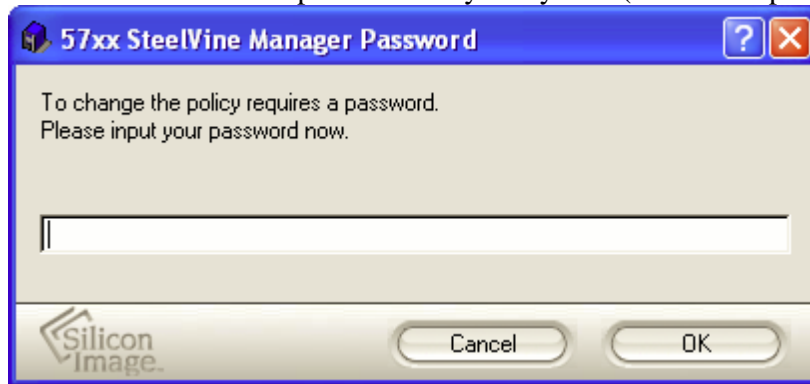 57xx SteelVine Manager Password
To change the policy requires a password.
Please input your password now.
Silicon
Image.
Cancel
OK